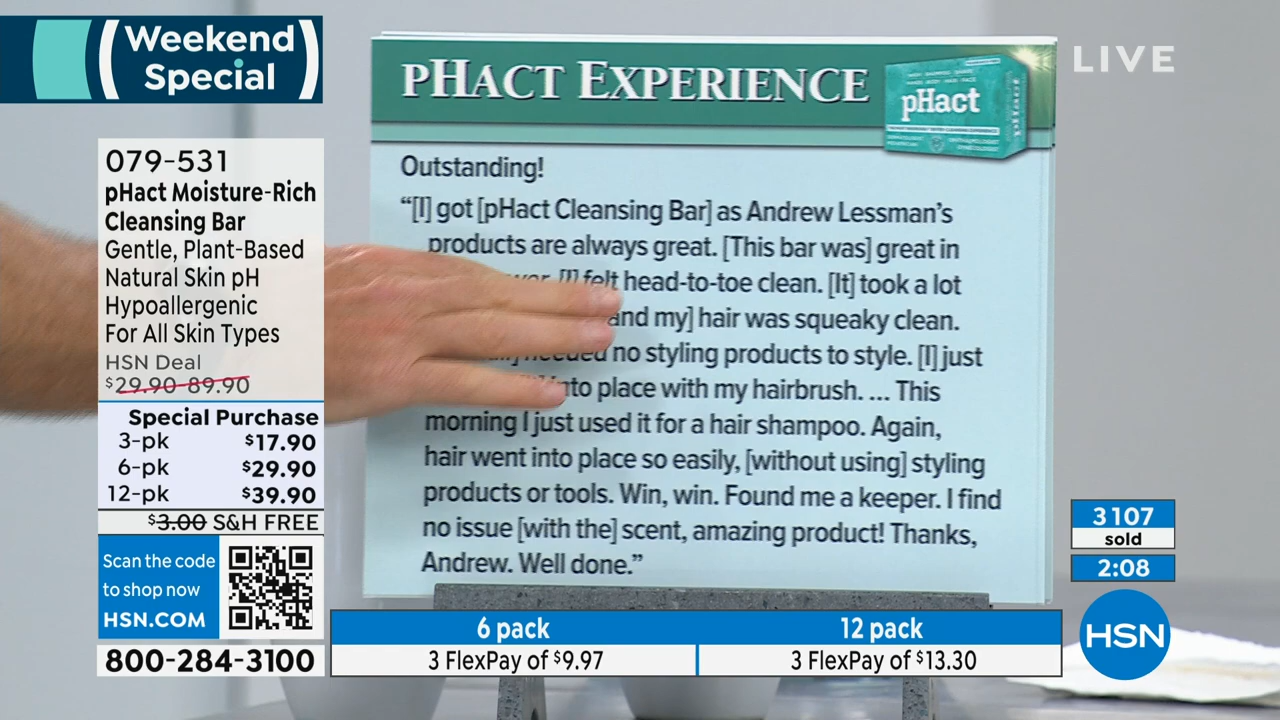 (Weekend Special)
LIVE
079-531
pHact Moisture-Rich
Cleansing Bar
Gentle, Plant-Based
Natural Skin pH
Hypoallergenic
For All Skin Types
HSN Deal
$29.90-89.90
Special Purchase
3-pk $17.90
6-pk $29.90
12-pk $39.90
$3.00 S&H FREE
Scan the code
to shop now
HSN.COM
800-284-3100
PHACT EXPERIENCE
pHact
pHact
Outstanding!
“[I] got [pHact Cleansing Bar] as Andrew Lessman’s
products are always great. [This bar was] great in
[I] felt head-to-toe clean. [It] took a lot
and my] hair was squeaky clean.
needed no styling products to style. [I] just
into place with my hairbrush. ... This
morning I just used it for a hair shampoo. Again,
hair went into place so easily, [without using] styling
products or tools. Win, win. Found me a keeper. I find
no issue [with the] scent, amazing product! Thanks,
Andrew. Well done.”
3107
sold
2:08
HSN
6 pack 12 pack
3 FlexPay of $9.97 3 FlexPay of $13.30